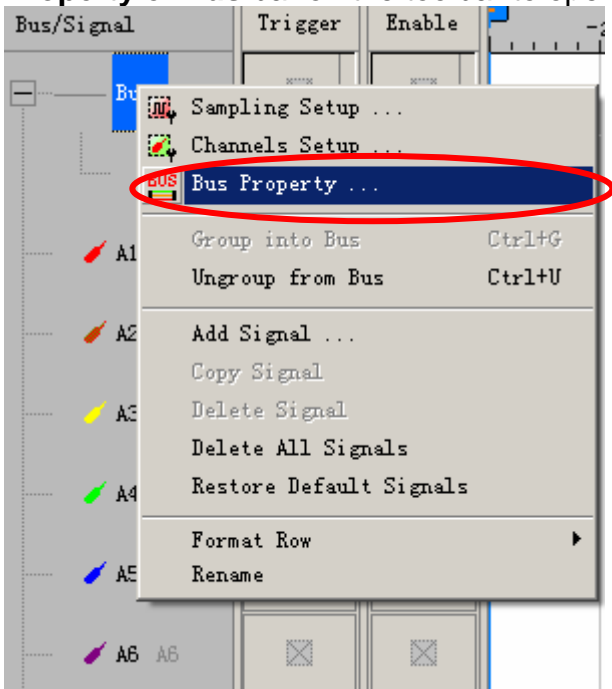 Bus/Signal Trigger Enable
Sampling Setup ...
Channels Setup ...
BUS Bus Property ...
Group into Bus Ctrl+G
Ungroup from Bus Ctrl+U
A1
Add Signal ...
A2
Copy Signal
Delete Signal
A3
Delete All Signals
Restore Default Signals
A4
Format Row
Rename
A5
A6 A6